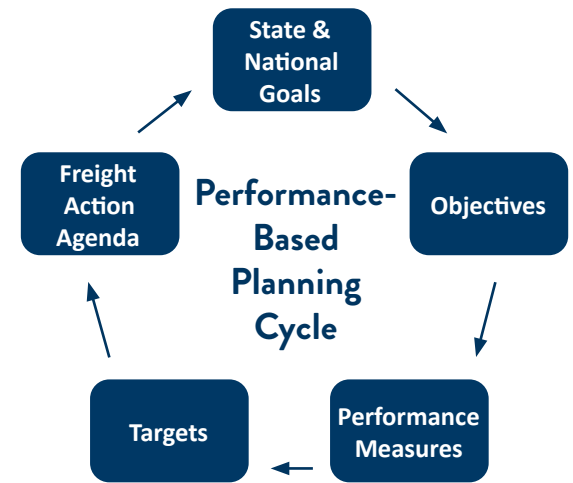 State &
National
Goals
Freight
Action
Agenda
Performance-
Based
Planning
Cycle
Objectives
Targets
Performance
Measures